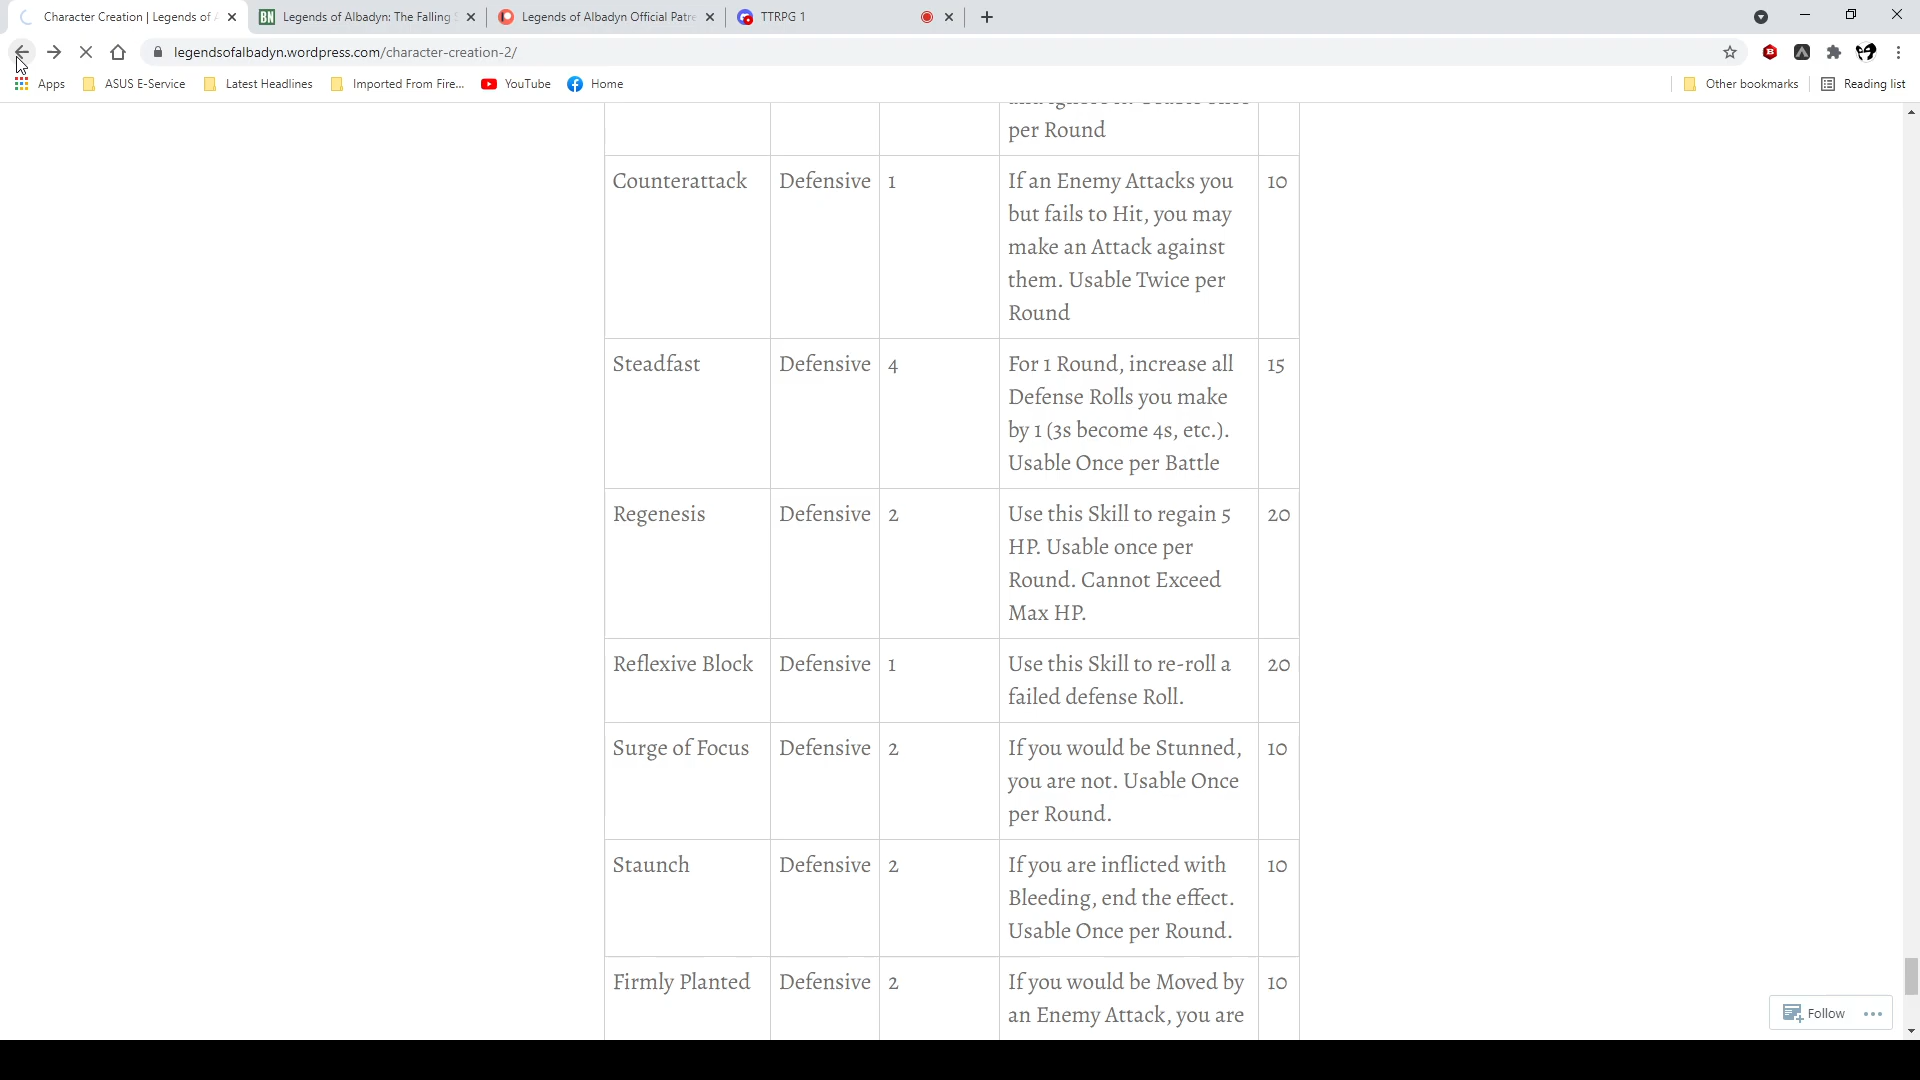 Character Creation | Legends of A
Legends of Albadyn: The Falling S
Legends of Albadyn Official Patre
TTRPG 1
legendsofalbadyn.wordpress.com/character-creation-2/
Apps
ASUS E-Service
Latest Headlines
Imported From Fire...
YouTube
Home
Other bookmarks
Reading list
per Round
Counterattack
Defensive
1
If an Enemy Attacks you
but fails to Hit, you may
make an Attack against
them. Usable Twice per
Round
10
Steadfast
Defensive
4
For 1 Round, increase all
Defense Rolls you make
by 1 (3s become 4s, etc.).
Usable Once per Battle
15
Regenesis
Defensive
2
Use this Skill to regain 5
HP. Usable once per
Round. Cannot Exceed
Max HP.
20
Reflexive Block
Defensive
1
Use this Skill to re-roll a
failed defense Roll.
20
Surge of Focus
Defensive
2
If you would be Stunned,
you are not. Usable Once
per Round.
10
Staunch
Defensive
2
If you are inflicted with
Bleeding, end the effect.
Usable Once per Round.
10
Firmly Planted
Defensive
2
If you would be Moved by
an Enemy Attack, you are
10
Follow